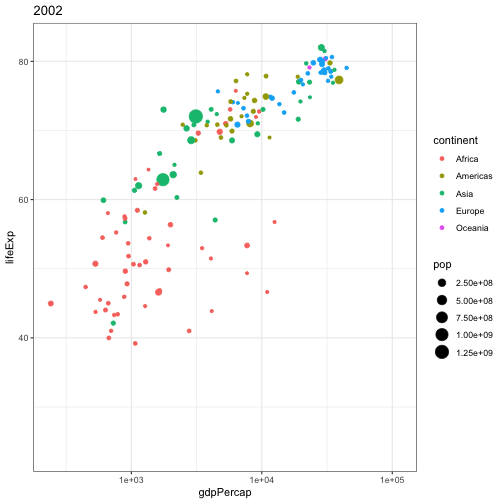 2002
lifeExp
80
60
40
1e+03
1e+04
1e+05
gdpPercap
continent
Africa
Americas
Asia
Europe
Oceania
pop
2.50e+08
5.00e+08
7.50e+08
1.00e+09
1.25e+09